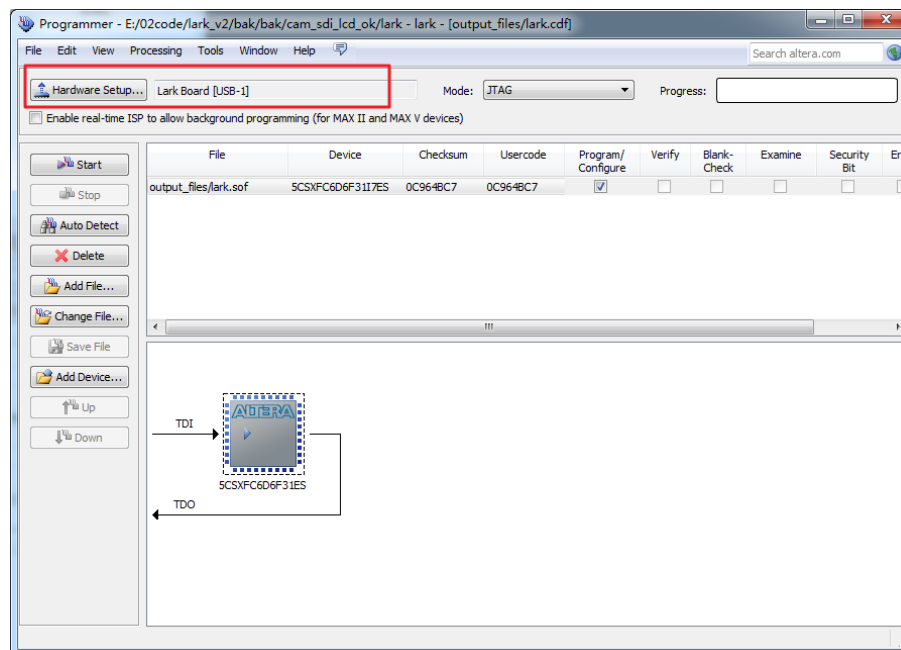 Programmer - E:/02code/lark_v2/bak/bak/cam_sdi_lcd_ok/lark - lark - [output_files/lark.cdf]
File Edit View Processing Tools Window Help
Search altera.com
Hardware Setup... Lark Board [USB-1] Mode: JTAG Progress:
Enable real-time ISP to allow background programming (for MAX II and MAX V devices)
File Device Checksum Usercode Program/ Configure Verify Blank- Check Examine Security Bit Er
output_files/lark.sof 5CSXFC6D6F31I7ES 0C964BC7 0C964BC7
Start
Stop
Auto Detect
Delete
Add File...
Change File...
Save File
Add Device...
Up
Down
ALTERA
TDI
5CSXFC6D6F31ES
TDO